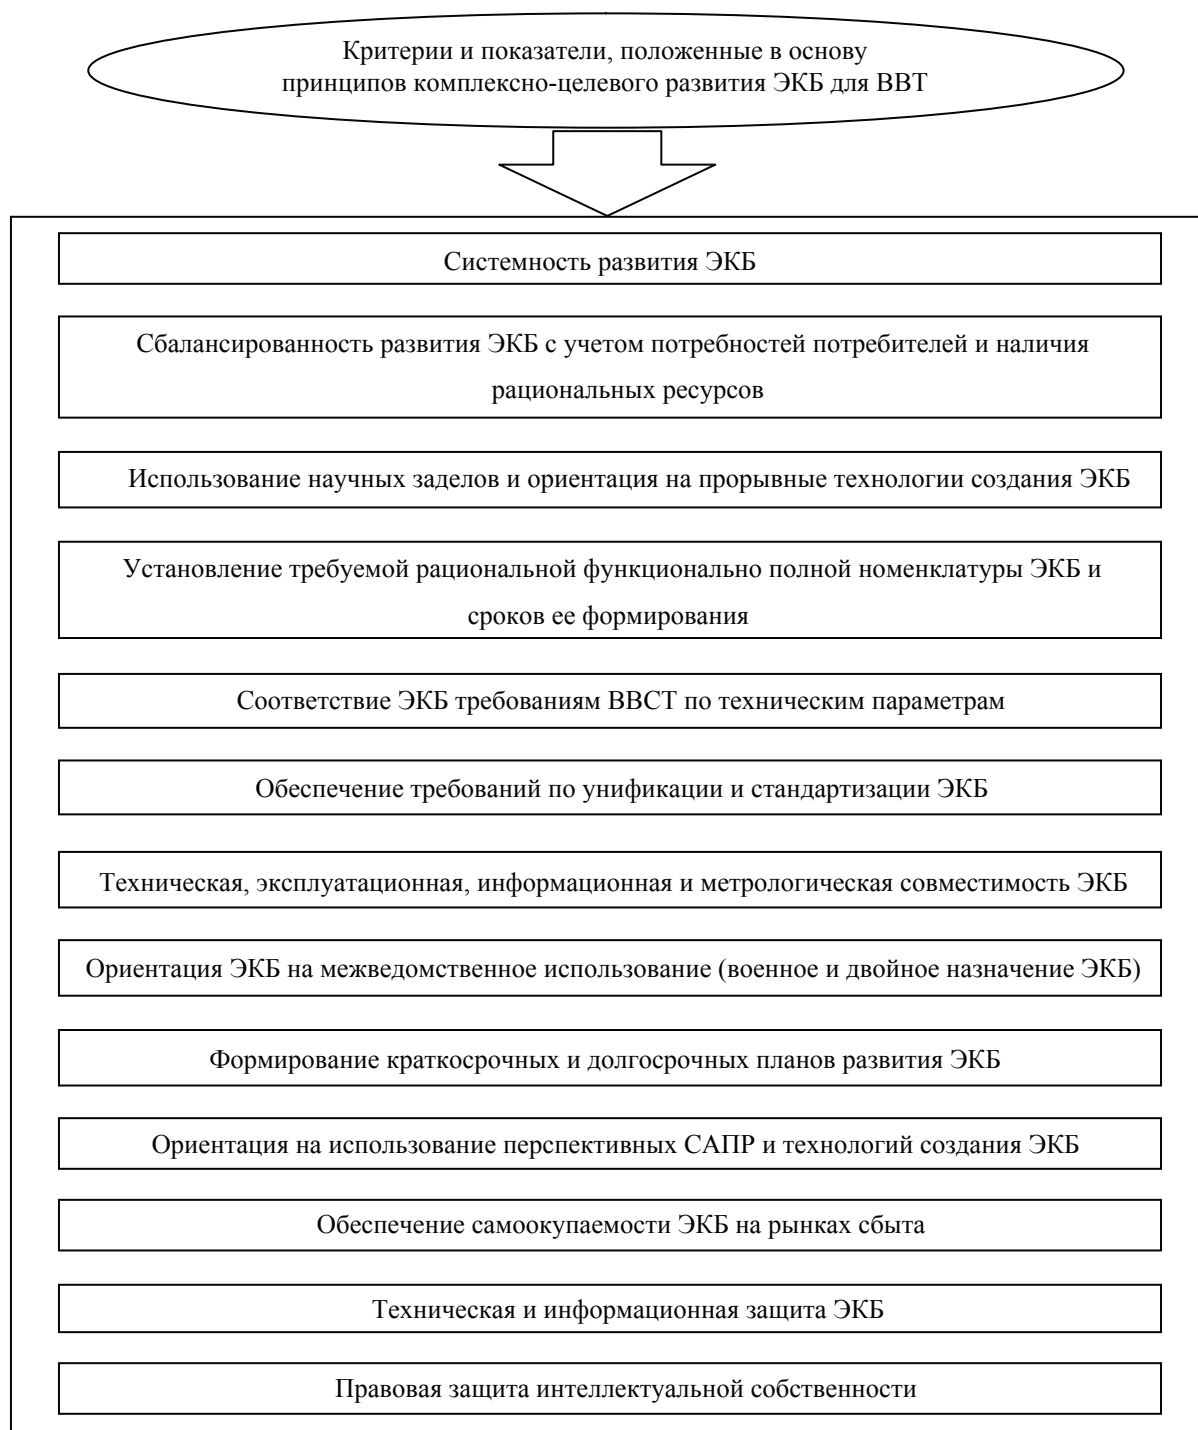 Критерии и показатели, положенные в основу
принципов комплексно-целевого развития ЭКБ для ВВТ
Системность развития ЭКБ
Сбалансированность развития ЭКБ с учетом потребностей потребителей и наличия
рациональных ресурсов
Использование научных заделов и ориентация на прорывные технологии создания ЭКБ
Установление требуемой рациональной функционально полной номенклатуры ЭКБ и
сроков ее формирования
Соответствие ЭКБ требованиям ВВСТ по техническим параметрам
Обеспечение требований по унификации и стандартизации ЭКБ
Техническая, эксплуатационная, информационная и метрологическая совместимость ЭКБ
Ориентация ЭКБ на межведомственное использование (военное и двойное назначение ЭКБ)
Формирование краткосрочных и долгосрочных планов развития ЭКБ
Ориентация на использование перспективных САПР и технологий создания ЭКБ
Обеспечение самоокупаемости ЭКБ на рынках сбыта
Техническая и информационная защита ЭКБ
Правовая защита интеллектуальной собственности